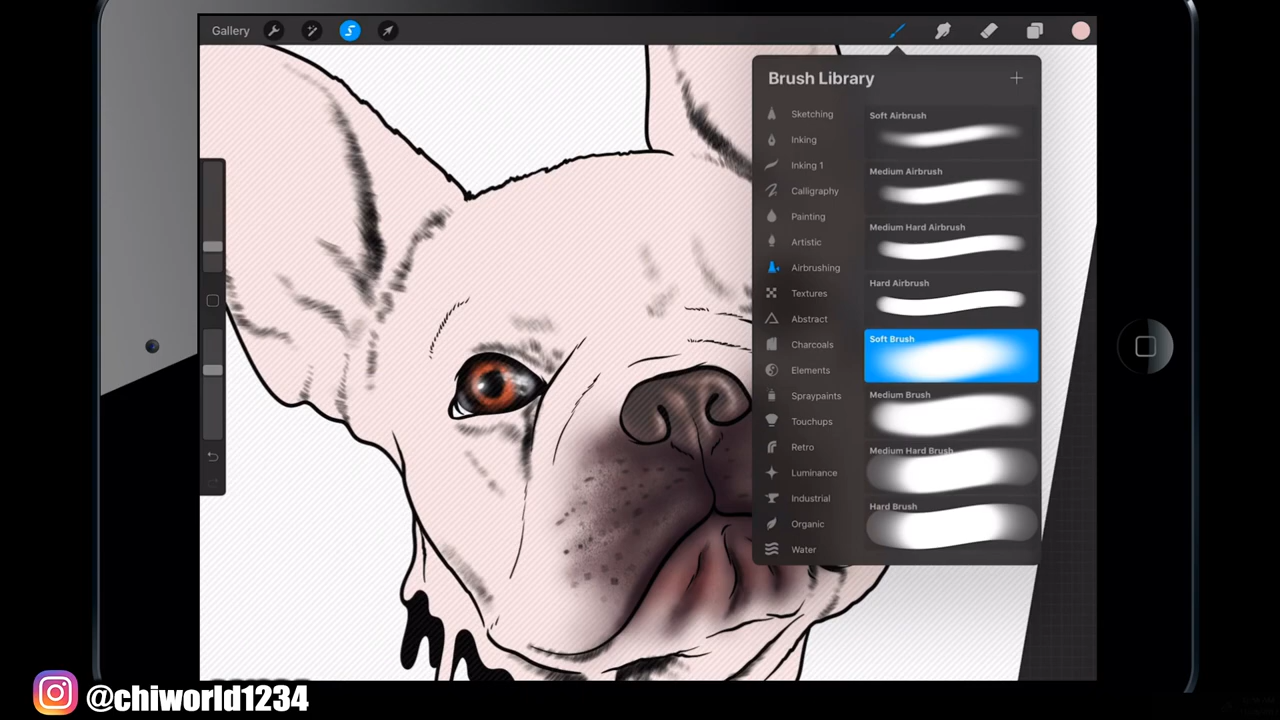 Gallery
Brush Library
Sketching
Inking
Inking 1
Calligraphy
Painting
Artistic
Airbrushing
Textures
Abstract
Charcoals
Elements
Spraypaints
Touchups
Retro
Luminance
Industrial
Organic
Water
Soft Airbrush
Medium Airbrush
Medium Hard Airbrush
Hard Airbrush
Soft Brush
Medium Brush
Medium Hard Brush
Hard Brush
@chiworld1234